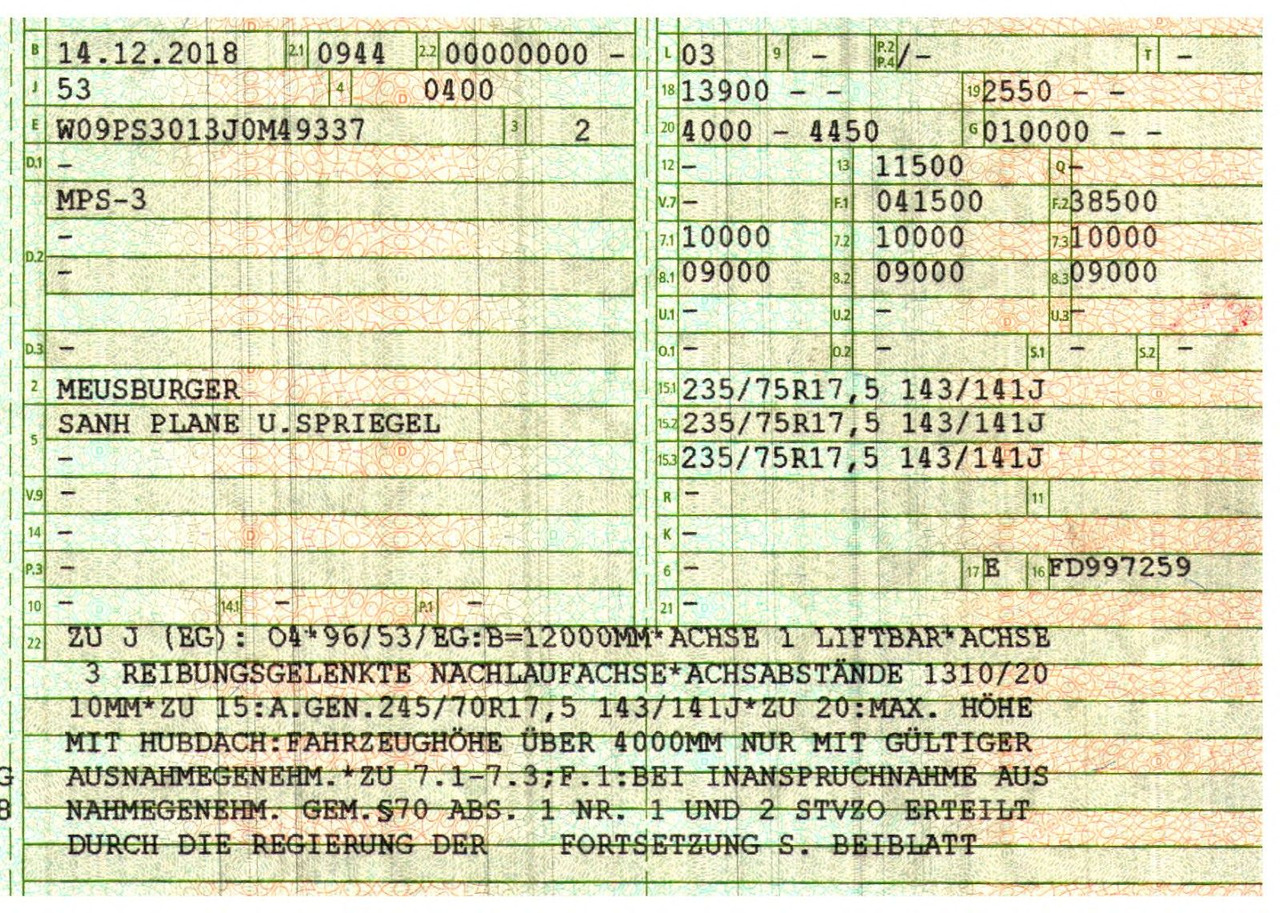 B 14.12.2018 2.1 0944 2.2 00000000 -
J 53 4 0400
E W09PS3013J0M49337 3 2
D.1 -
MPS-3
D.2 -
-
D.3 -
2 MEUSBURGER
5 SANH PLANE U.SPRIEGEL
-
V.9 -
14 -
P.3 -
10 - 14.1 - P.1 -
L 03 9 - P.2 P.4 /- T -
18 13900 - - 19 2550 - -
20 4000 - 4450 G 010000 - -
12 - 13 11500 Q -
V.7 - F.1 041500 F.2 38500
7.1 10000 7.2 10000 7.3 10000
8.1 09000 8.2 09000 8.3 09000
U.1 - U.2 - U.3 -
O.1 - O.2 - S.1 - S.2 -
15.1 235/75R17,5 143/141J
15.2 235/75R17,5 143/141J
15.3 235/75R17,5 143/141J
R - 11
K -
6 - 17 E 16 FD997259
21 -
22 ZU J (EG): O4*96/53/EG:B=12000MM*ACHSE 1 LIFTBAR*ACHSE
3 REIBUNGSGELENKTE NACHLAUFACHSE*ACHSABSTÄNDE 1310/20
10MM*ZU 15:A.GEN.245/70R17,5 143/141J*ZU 20:MAX. HÖHE
MIT HUBDACH:FAHRZEUGHÖHE ÜBER 4000MM NUR MIT GÜLTIGER
G AUSNAHMEGENEHM.*ZU 7.1-7.3;F.1:BEI INANSPRUCHNAHME AUS
8 NAHMEGENEHM. GEM.§70 ABS. 1 NR. 1 UND 2 STVZO ERTEILT
DURCH DIE REGIERUNG DER FORTSETZUNG S. BEIBLATT